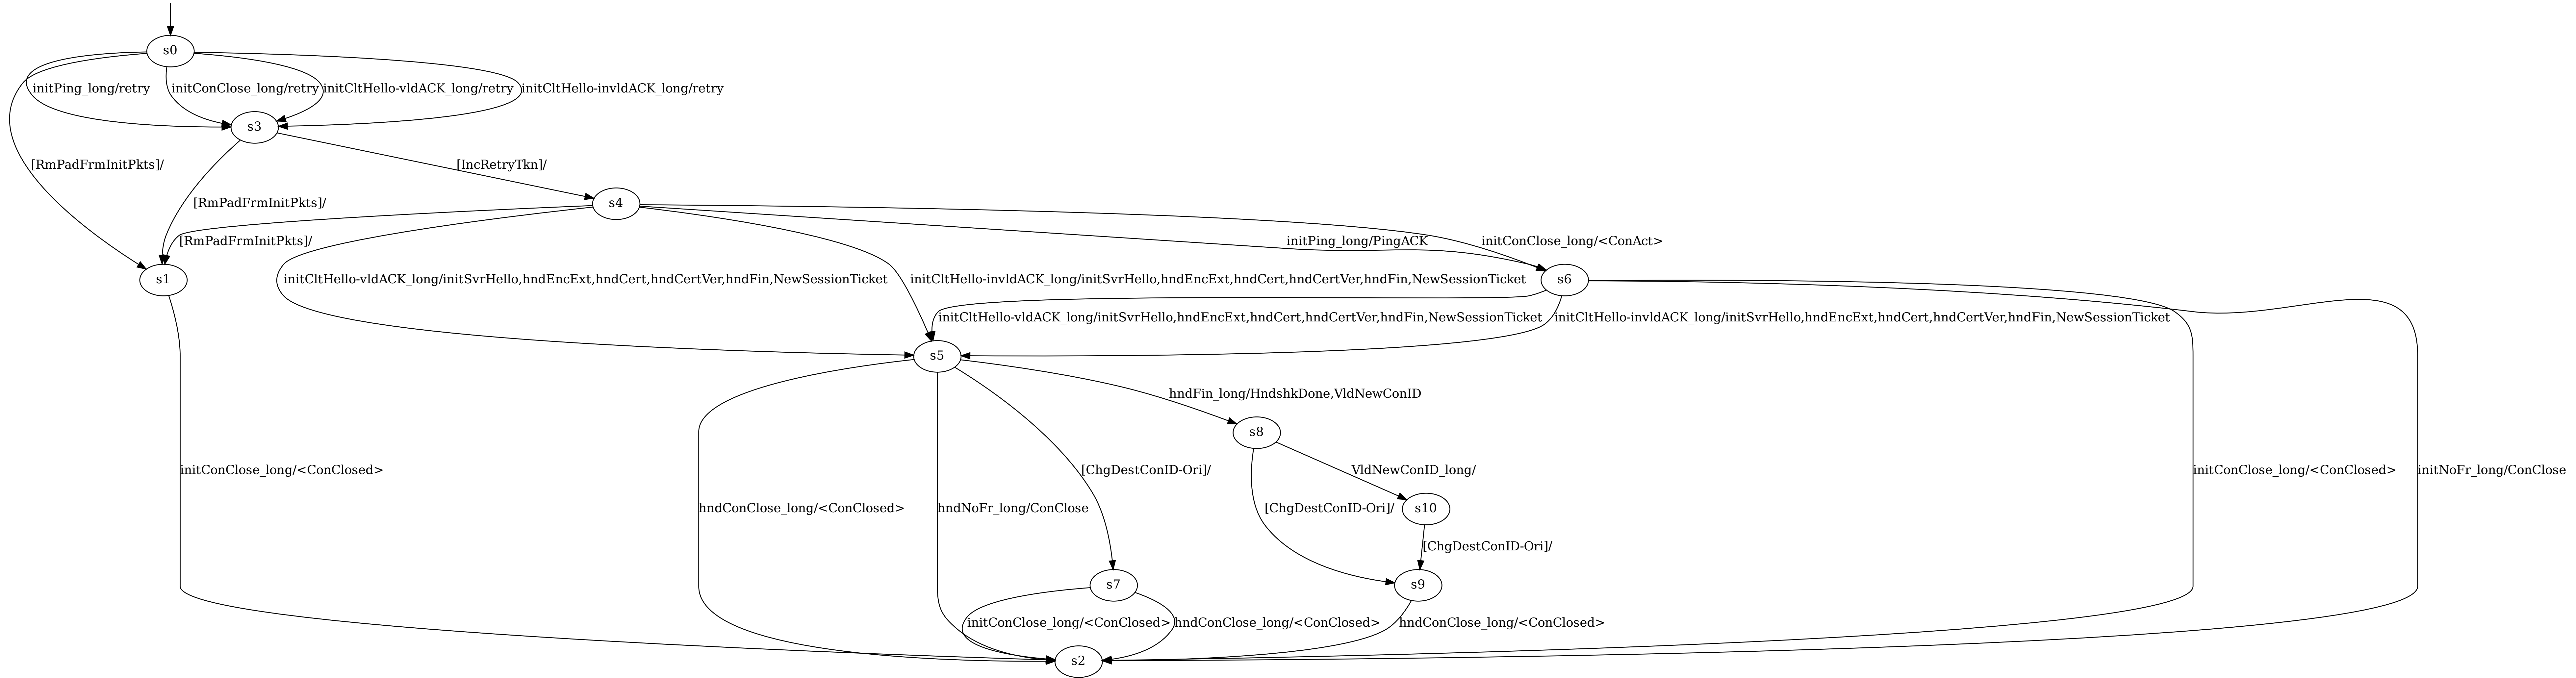 s0
initPing_long/retry
initConClose_long/retry
initCltHello-vldACK_long/retry
initCltHello-invldACK_long/retry
s3
[RmPadFrmInitPkts]/
[IncRetryTkn]/
[RmPadFrmInitPkts]/
s4
[RmPadFrmInitPkts]/
initPing_long/PingACK
initConClose_long/<ConAct>
s1
initCltHello-vldACK_long/initSvrHello,hndEncExt,hndCert,hndCertVer,hndFin,NewSessionTicket
initCltHello-invldACK_long/initSvrHello,hndEncExt,hndCert,hndCertVer,hndFin,NewSessionTicket
s6
initCltHello-vldACK_long/initSvrHello,hndEncExt,hndCert,hndCertVer,hndFin,NewSessionTicket
initCltHello-invldACK_long/initSvrHello,hndEncExt,hndCert,hndCertVer,hndFin,NewSessionTicket
s5
hndFin_long/HndshkDone,VldNewConID
s8
initConClose_long/<ConClosed>
[ChgDestConID-Ori]/
VldNewConID_long/
initConClose_long/<ConClosed>
initNoFr_long/ConClose
hndConClose_long/<ConClosed>
hndNoFr_long/ConClose
[ChgDestConID-Ori]/
s10
[ChgDestConID-Ori]/
s7
s9
initConClose_long/<ConClosed>
hndConClose_long/<ConClosed>
hndConClose_long/<ConClosed>
s2